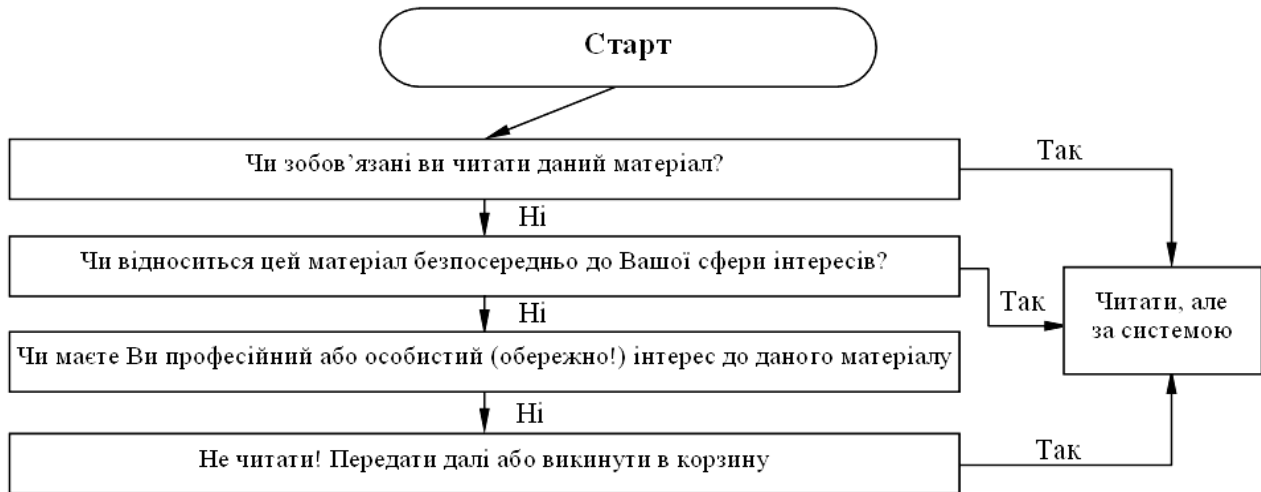 Старт
Чи зобов’язані ви читати даний матеріал?
Так
Ні
Чи відноситься цей матеріал безпосередньо до Вашої сфери інтересів?
Так
Читати, але
за системою
Ні
Чи маєте Ви професійний або особистий (обережно!) інтерес до даного матеріалу
Ні
Не читати! Передати далі або викинути в корзину
Так